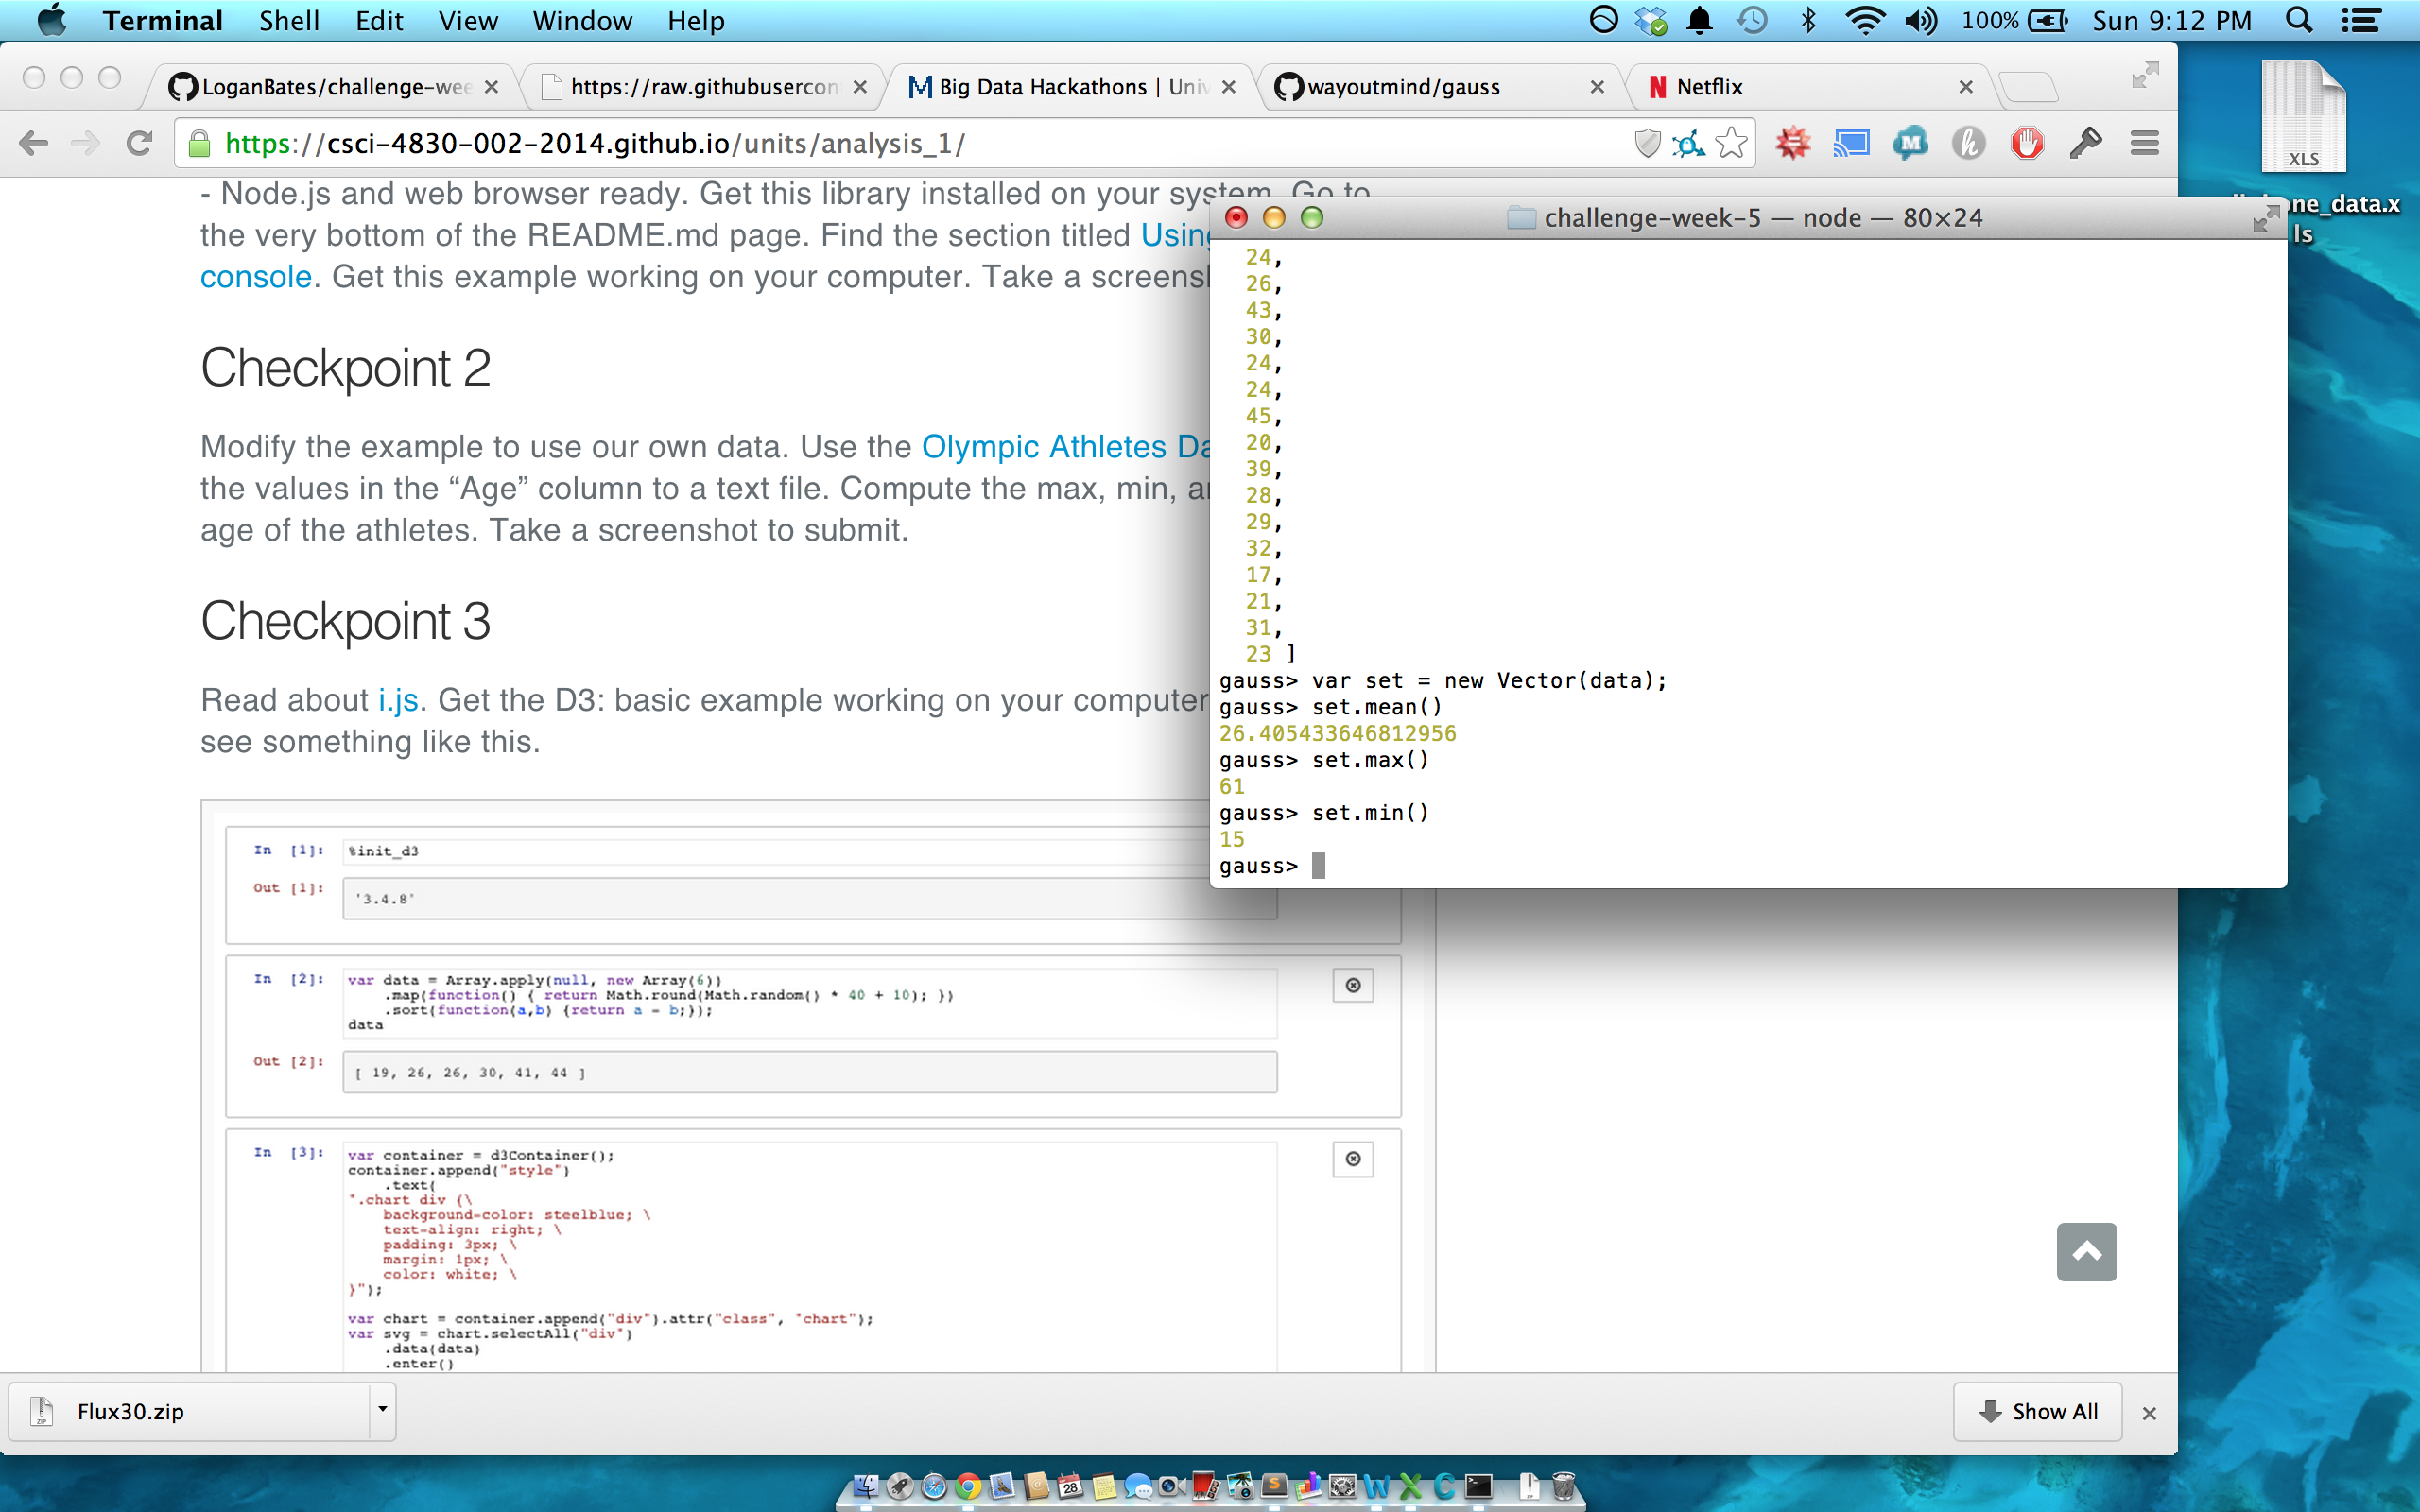 Terminal Shell Edit View Window Help 100% Sun 9:12 PM
LoganBates/challenge-wee https://raw.githubusercon Big Data Hackathons | Univ wayoutmind/gauss Netflix
https://csci-4830-002-2014.github.io/units/analysis_1/
XLS
ne_data.x
ls
- Node.js and web browser ready. Get this library installed on your system. Go to
the very bottom of the README.md page. Find the section titled Using
console. Get this example working on your computer. Take a screensh
Checkpoint 2
Modify the example to use our own data. Use the Olympic Athletes Da
the values in the “Age” column to a text file. Compute the max, min, a
age of the athletes. Take a screenshot to submit.
Checkpoint 3
Read about i.js. Get the D3: basic example working on your computer
see something like this.
In [1]: %init_d3
Out [1]: '3.4.8'
In [2]: var data = Array.apply(null, new Array(6))
.map(function() { return Math.round(Math.random() * 40 + 10); })
.sort(function(a,b) {return a - b;});
data
Out [2]: [ 19, 26, 26, 30, 41, 44 ]
In [3]: var container = d3Container();
container.append("style")
.text(
".chart div {\
background-color: steelblue; \
text-align: right; \
padding: 3px; \
margin: 1px; \
color: white; \
}");
var chart = container.append("div").attr("class", "chart");
var svg = chart.selectAll("div")
.data(data)
.enter()
challenge-week-5 — node — 80×24
24,
26,
43,
30,
24,
24,
45,
20,
39,
28,
29,
32,
17,
21,
31,
23 ]
gauss> var set = new Vector(data);
gauss> set.mean()
26.405433646812956
gauss> set.max()
61
gauss> set.min()
15
gauss>
Flux30.zip
Show All
28